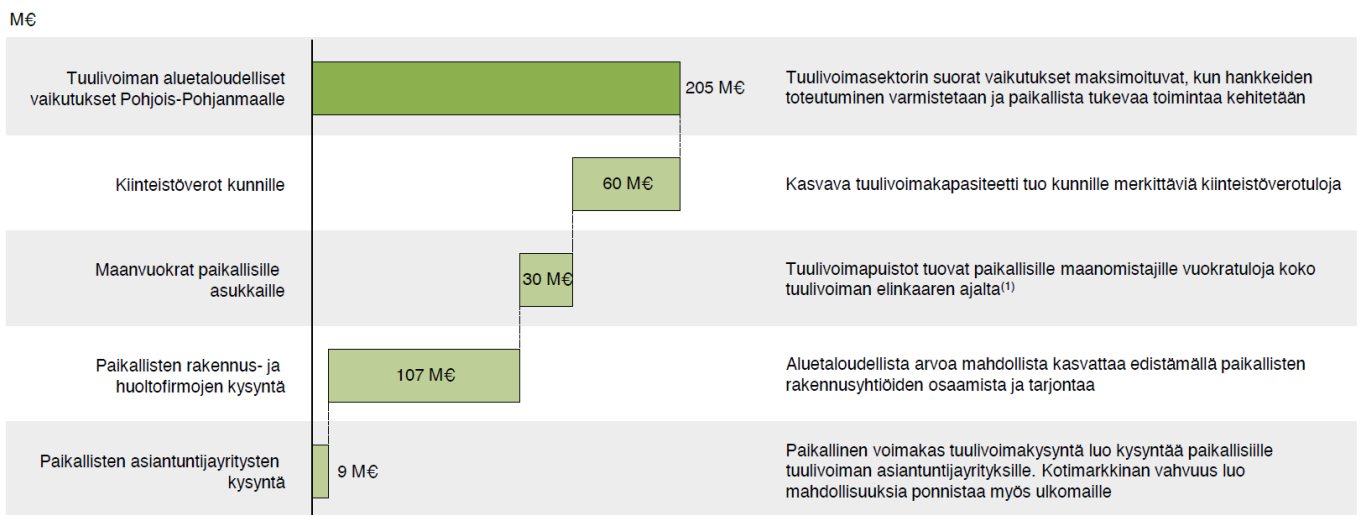 M€
Tuulivoiman aluetaloudelliset
vaikutukset Pohjois-Pohjanmaalle
205 M€
Tuulivoimasektorin suorat vaikutukset maksimoituvat, kun hankkeiden
toteutuminen varmistetaan ja paikallista tukevaa toimintaa kehitetään
Kiinteistöverot kunnille
60 M€
Kasvava tuulivoimakapasiteetti tuo kunnille merkittäviä kiinteistöverotuloja
Maanvuokrat paikallisille
asukkaille
30 M€
Tuulivoimapuistot tuovat paikallisille maanomistajille vuokratuloja koko
tuulivoiman elinkaaren ajalta(1)
Paikallisten rakennus- ja
huoltofirmojen kysyntä
107 M€
Aluetaloudellista arvoa mahdollista kasvattaa edistämällä paikallisten
rakennusyhtiöiden osaamista ja tarjontaa
Paikallisten asiantuntijayritysten
kysyntä
9 M€
Paikallinen voimakas tuulivoimakysyntä luo kysyntää paikallisiille
tuulivoiman asiantuntijayrityksille. Kotimarkkinan vahvuus luo
mahdollisuuksia ponnistaa myös ulkomaille